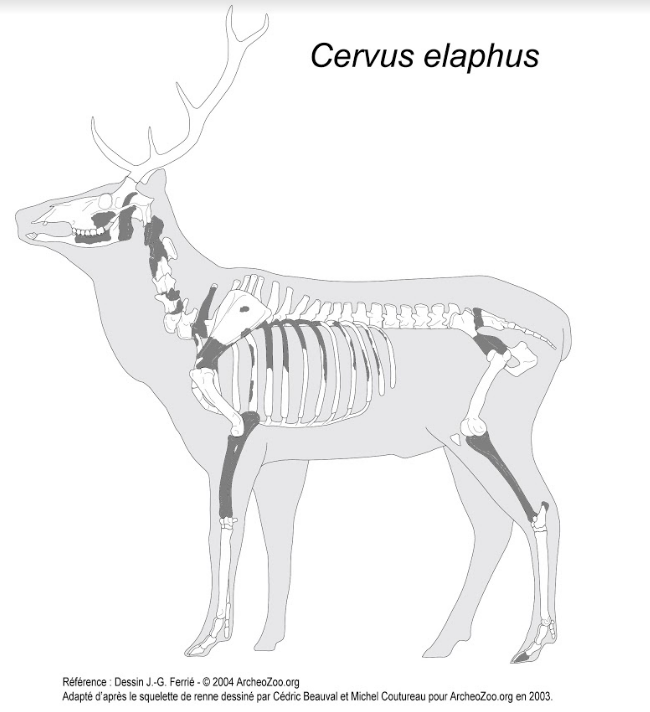 Cervus elaphus
Référence : Dessin J.-G. Ferrié - © 2004 ArcheoZoo.org
Adapté d'après le squelette de renne dessiné par Cédric Beauval et Michel Coutureau pour ArcheoZoo.org en 2003.